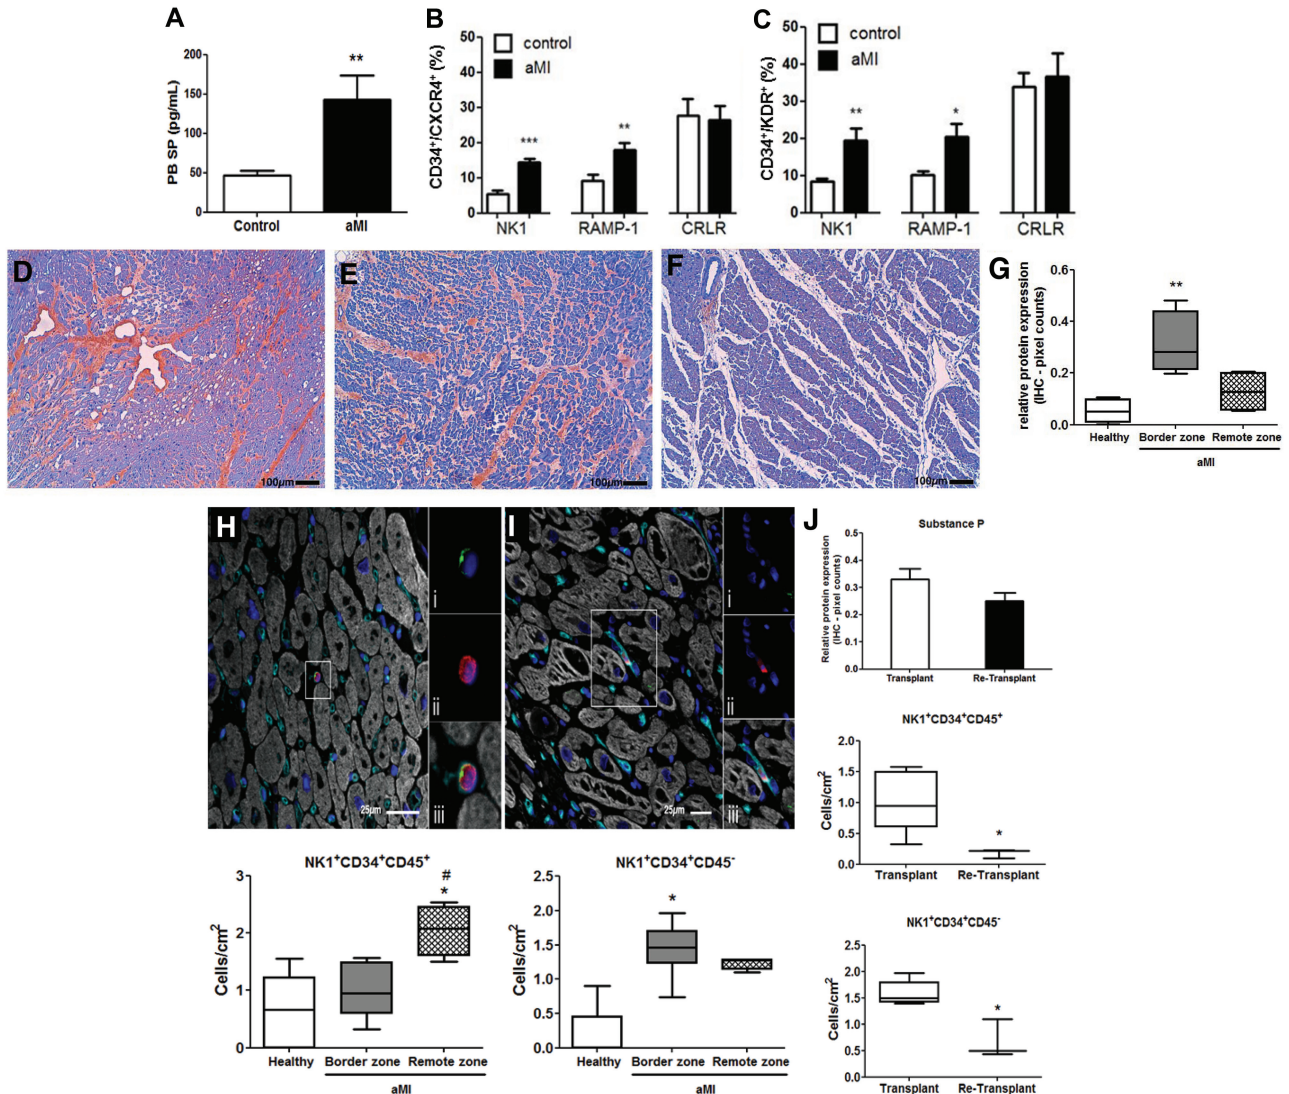 A
PB SP (pg/mL)
200
150
100
50
0
**
Control
aMI
B
CD34+/CXCR4+ (%)
50
40
30
20
10
0
control
aMI
***
**
NK1
RAMP-1
CRLR
C
CD34+/KDR+ (%)
50
40
30
20
10
0
control
aMI
**
*
NK1
RAMP-1
CRLR
D
100µm
E
100µm
F
100µm
G
relative protein expression
(IHC - pixel counts)
0.6
0.4
0.2
0.0
**
Healthy
Border zone
Remote zone
aMI
H
i
ii
iii
25µm
I
i
ii
iii
25µm
J
Substance P
Relative protein expression
(IHC - pixel counts)
0.5
0.4
0.3
0.2
0.1
0.0
Transplant
Re-Transplant
NK1+CD34+CD45+
Cells/cm2
2.0
1.5
1.0
0.5
0.0
*
Transplant
Re-Transplant
NK1+CD34+CD45-
Cells/cm2
2.5
2.0
1.5
1.0
0.5
0.0
*
Transplant
Re-Transplant
NK1+CD34+CD45+
Cells/cm2
3
2
1
0
#
*
Healthy
Border zone
Remote zone
aMI
NK1+CD34+CD45-
Cells/cm2
2.5
2.0
1.5
1.0
0.5
0.0
*
Healthy
Border zone
Remote zone
aMI